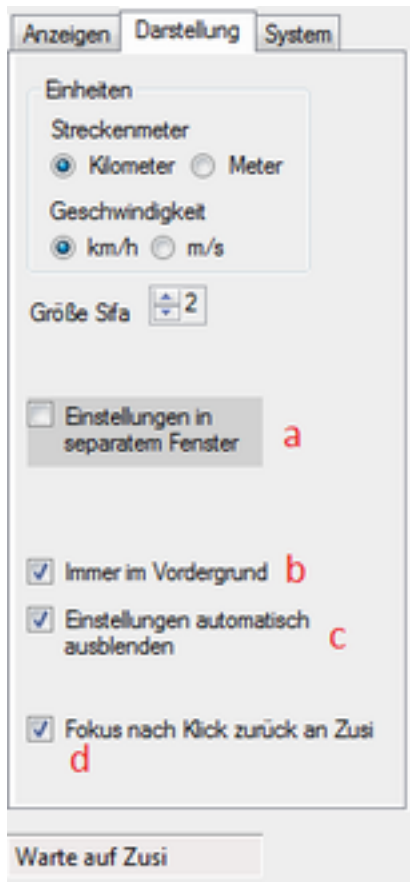 Anzeigen Darstellung System
Einheiten
Streckenmeter
Kilometer Meter
Geschwindigkeit
km/h m/s
Größe Sifa 2
Einstellungen in
separatem Fenster a
Immer im Vordergrund b
Einstellungen automatisch
ausblenden c
Fokus nach Klick zurück an Zusi
d
Warte auf Zusi